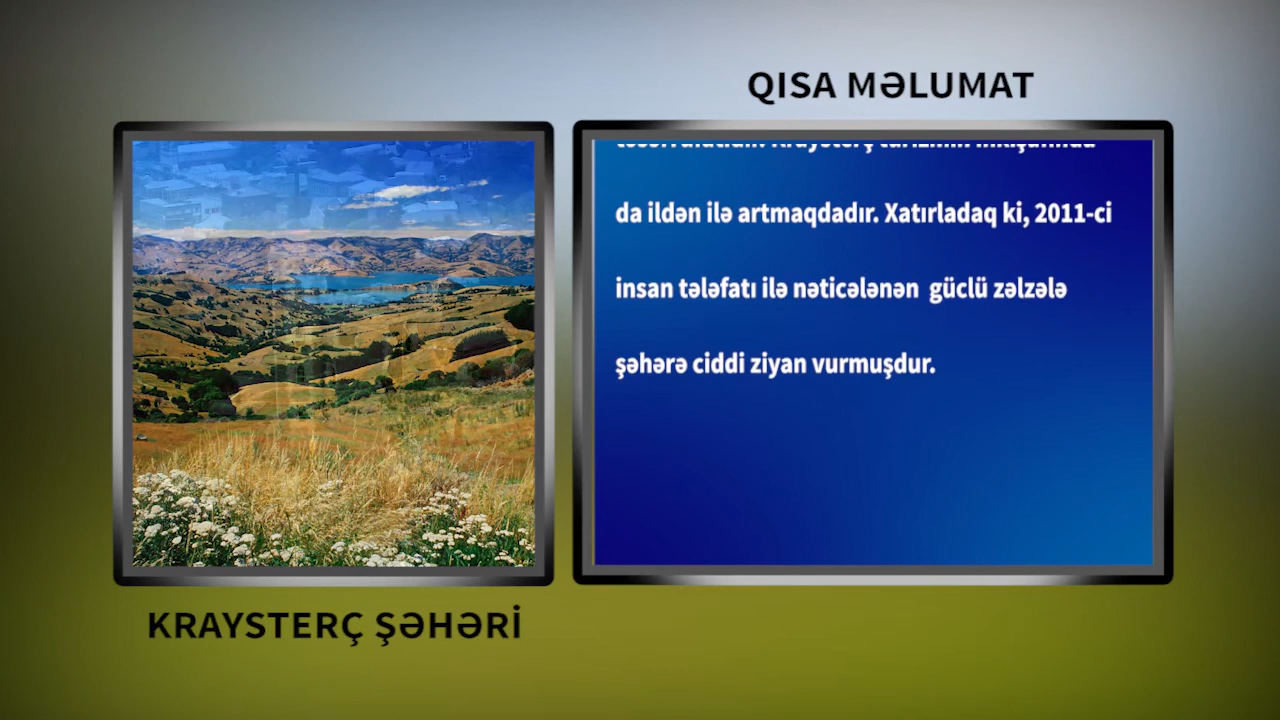 QISA MƏLUMAT
da ildən ilə artmaqdadır. Xatırladaq ki, 2011-ci
insan tələfatı ilə nəticələnən güclü zəlzələ
şəhərə ciddi ziyan vurmuşdur.
KRAYSTERÇ ŞƏHƏRİ